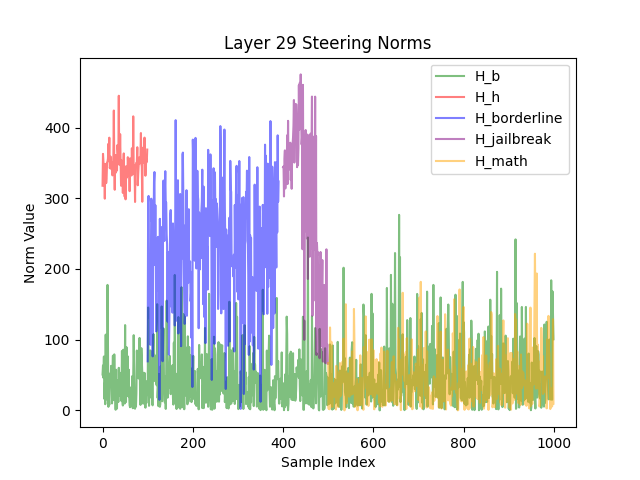 Layer 29 Steering Norms
H_b
H_h
H_borderline
H_jailbreak
H_math
Norm Value
400
300
200
100
0
0
200
400
600
800
1000
Sample Index